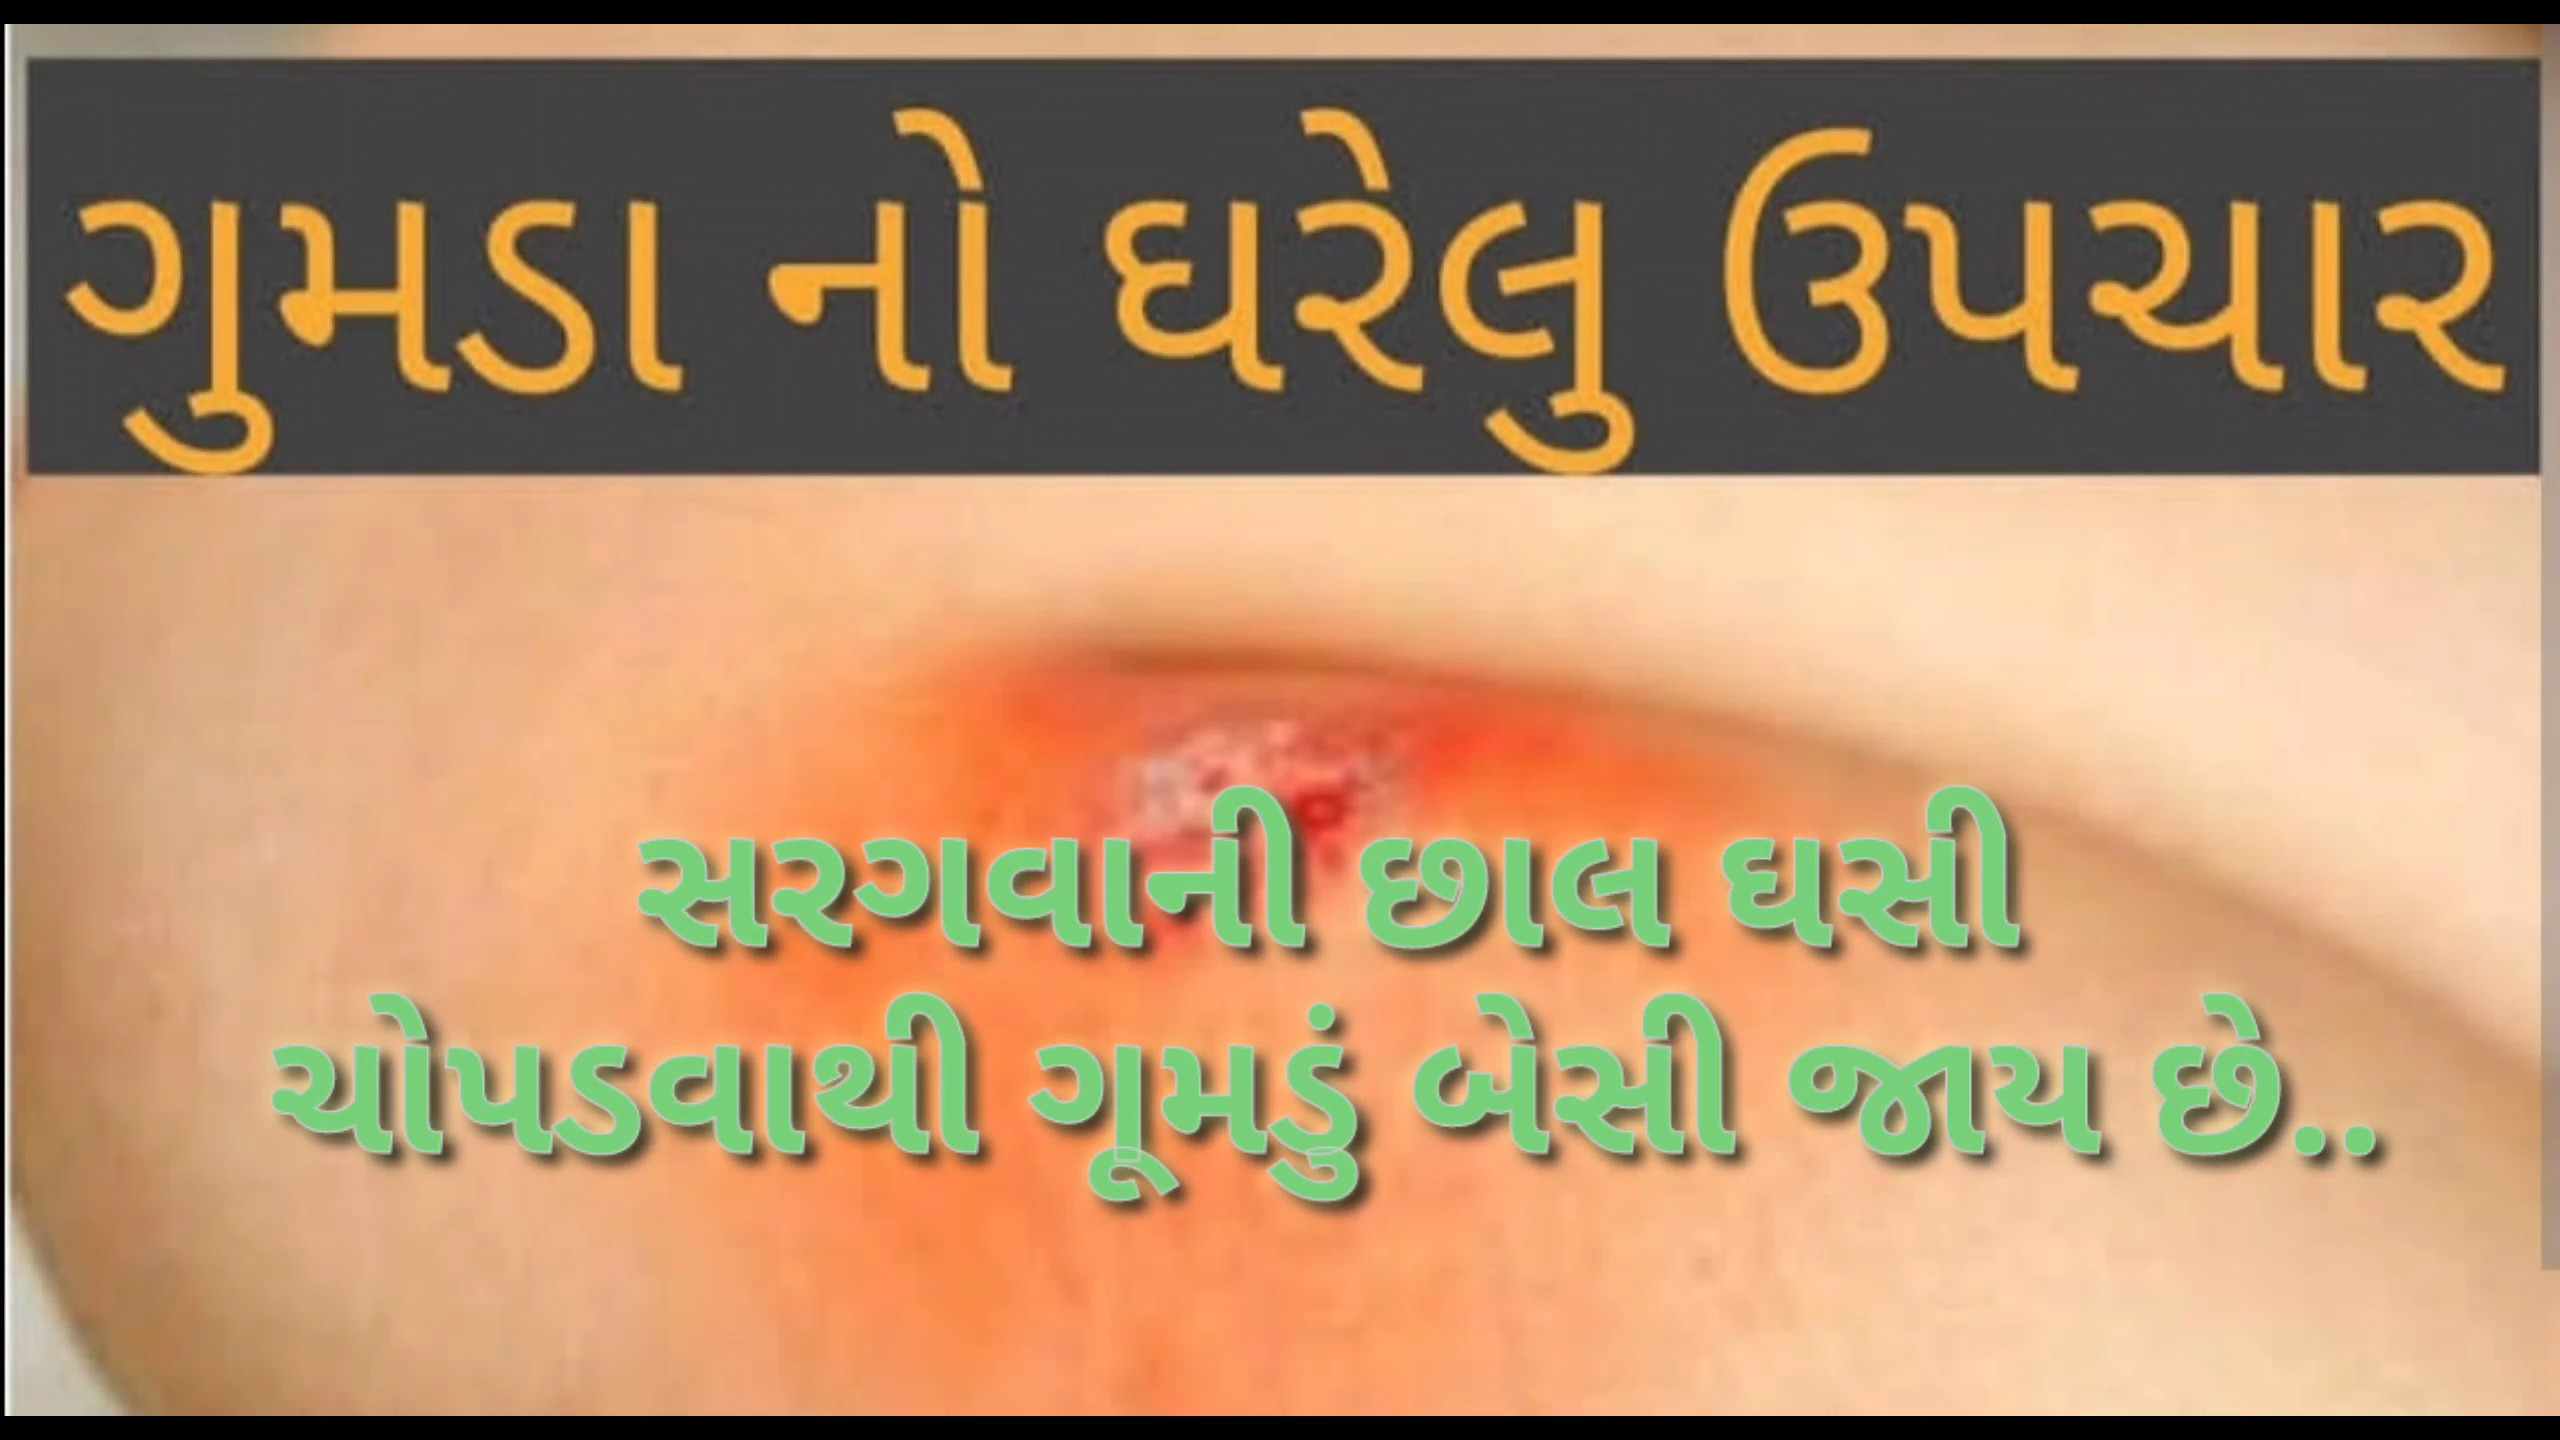 ગુમડા નો ઘરેલુ ઉપચાર
સરગવાની છાલ ઘસી
ચોપડવાથી ગૂમડું બેસી જાય છે..